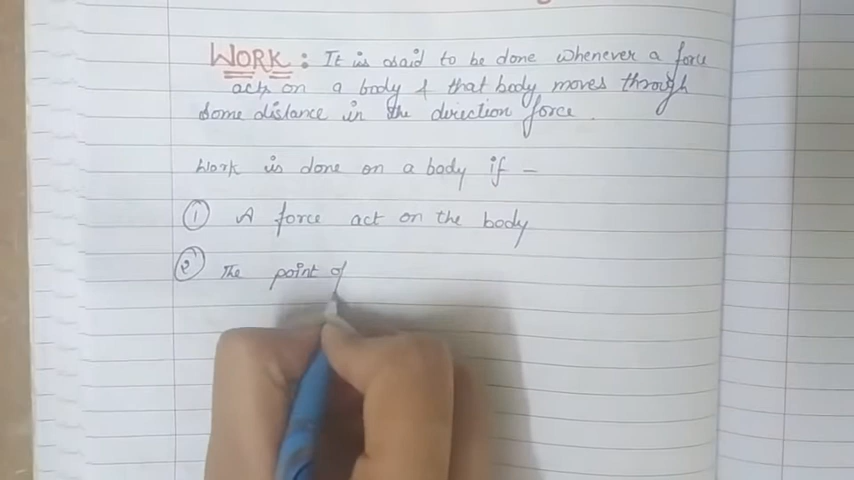 WORK : It is said to be done whenever a force
acts on a body & that body moves through
some distance in the direction force.
Work is done on a body if -
① A force act on the body
② The point of